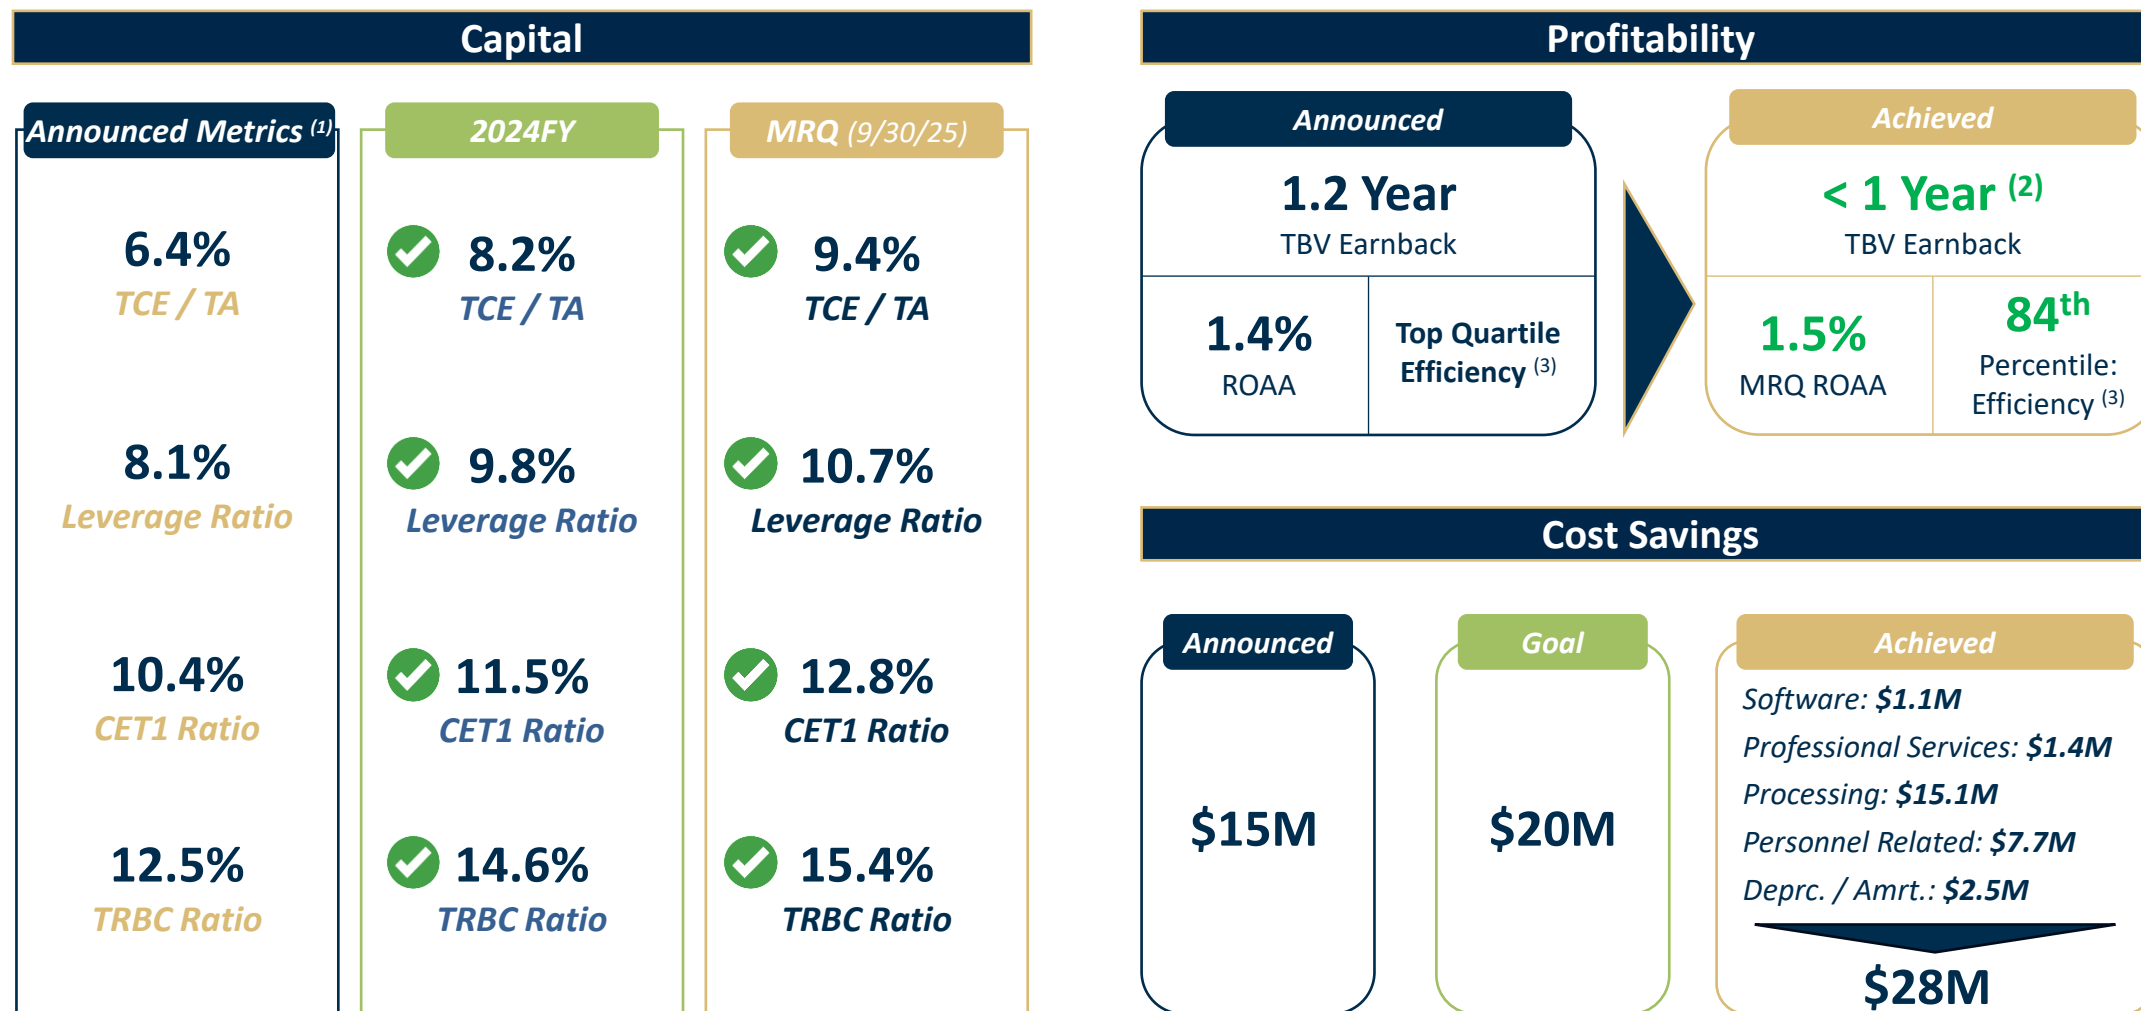 Capital
Announced Metrics (1)
6.4%
TCE / TA
8.1%
Leverage Ratio
10.4%
CET1 Ratio
12.5%
TRBC Ratio
2024FY
8.2%
TCE / TA
9.8%
Leverage Ratio
11.5%
CET1 Ratio
14.6%
TRBC Ratio
MRQ (9/30/25)
9.4%
TCE / TA
10.7%
Leverage Ratio
12.8%
CET1 Ratio
15.4%
TRBC Ratio
Profitability
Announced
1.2 Year
TBV Earnback
1.4%
ROAA
Top Quartile
Efficiency (3)
Achieved
< 1 Year (2)
TBV Earnback
1.5%
MRQ ROAA
84th
Percentile:
Efficiency (3)
Cost Savings
Announced
$15M
Goal
$20M
Achieved
Software: $1.1M
Professional Services: $1.4M
Processing: $15.1M
Personnel Related: $7.7M
Deprc. / Amrt.: $2.5M
$28M